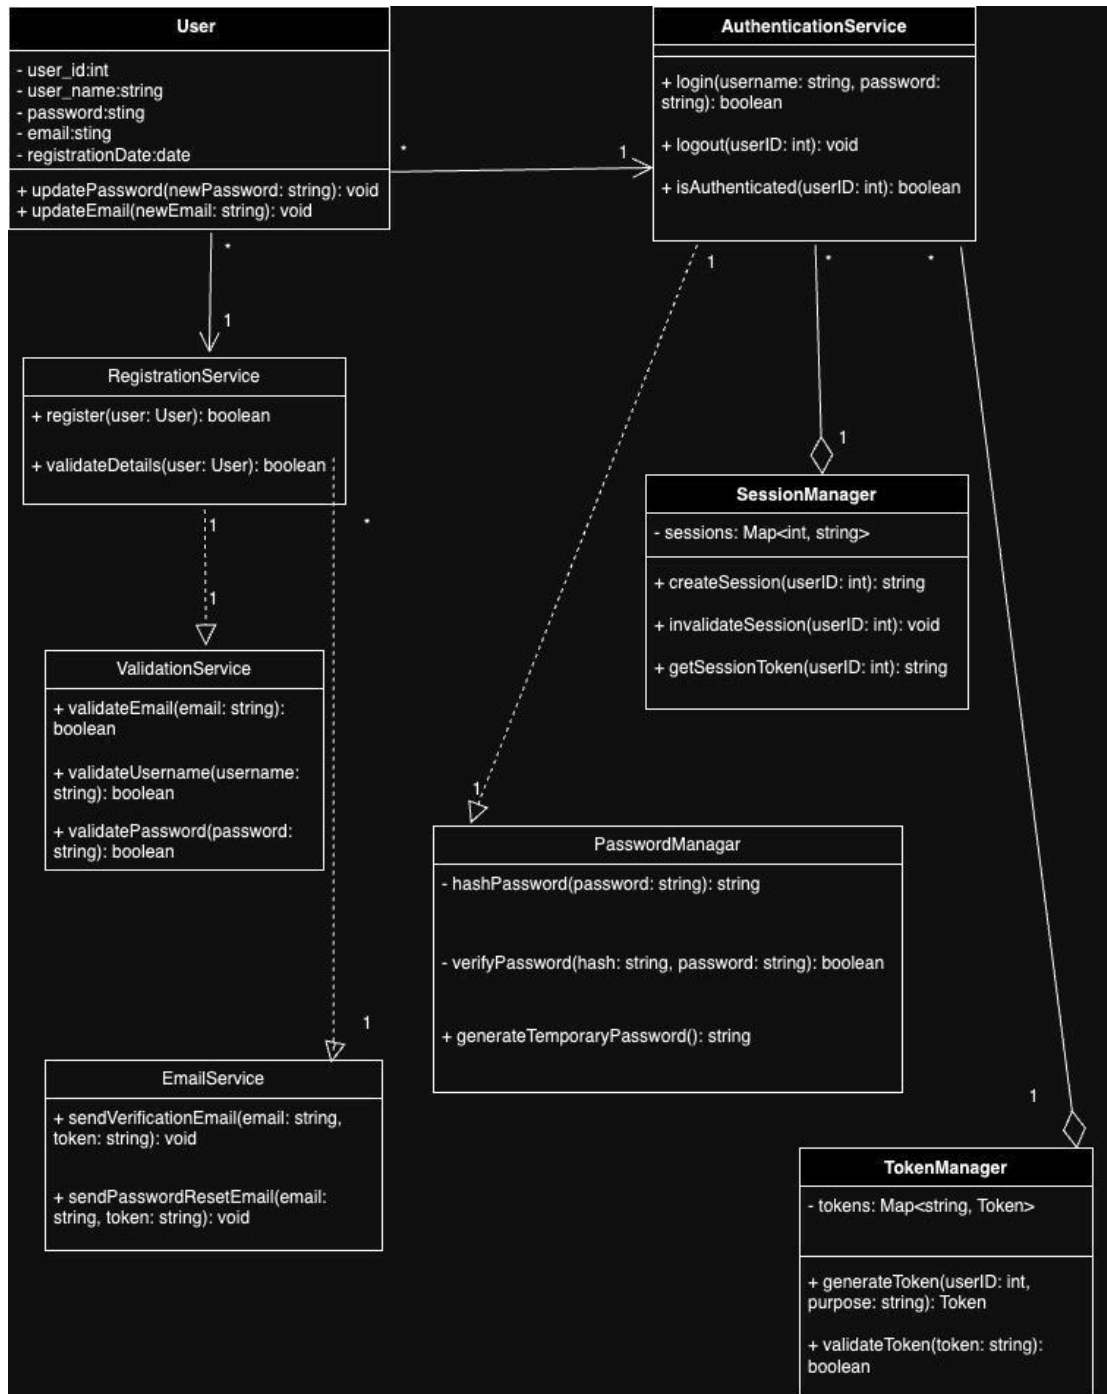 User
- user_id:int
- user_name:string
- password:sting
- email:sting
- registrationDate:date
+ updatePassword(newPassword: string): void
+ updateEmail(newEmail: string): void
*
1
AuthenticationService
+ login(username: string, password:
string): boolean
+ logout(userID: int): void
+ isAuthenticated(userID: int): boolean
*
1
1
*
*
RegistrationService
+ register(user: User): boolean
+ validateDetails(user: User): boolean
1
*
1
ValidationService
+ validateEmail(email: string):
boolean
+ validateUsername(username:
string): boolean
+ validatePassword(password:
string): boolean
1
SessionManager
- sessions: Map<int, string>
+ createSession(userID: int): string
+ invalidateSession(userID: int): void
+ getSessionToken(userID: int): string
1
PasswordManagar
- hashPassword(password: string): string
- verifyPassword(hash: string, password: string): boolean
+ generateTemporaryPassword(): string
1
EmailService
+ sendVerificationEmail(email: string,
token: string): void
+ sendPasswordResetEmail(email:
string, token: string): void
1
TokenManager
- tokens: Map<string, Token>
+ generateToken(userID: int,
purpose: string): Token
+ validateToken(token: string):
boolean